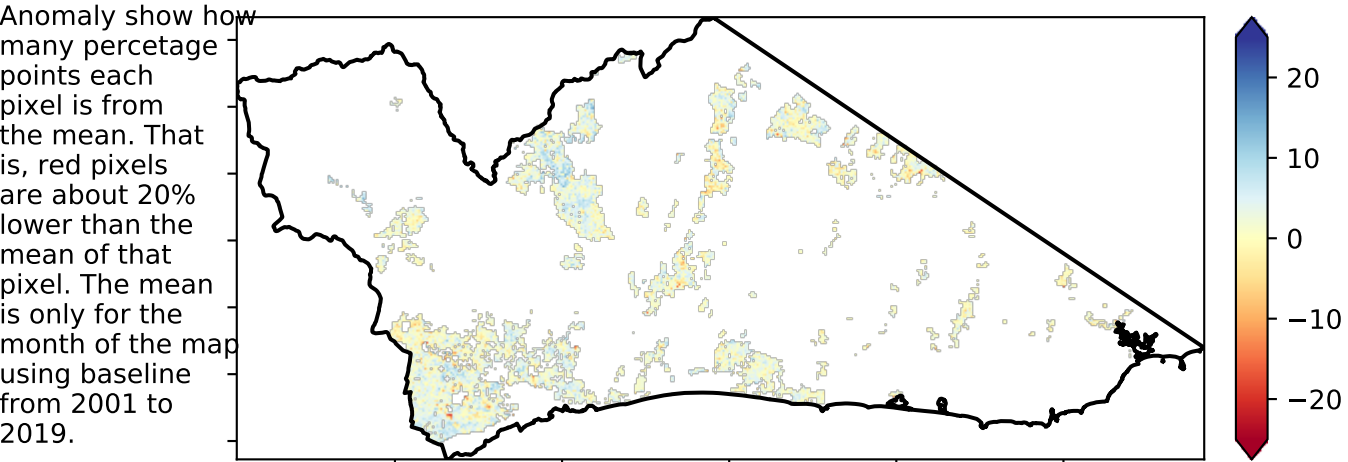 Anomaly show how
many percetage
points each
pixel is from
the mean. That
is, red pixels
are about 20%
lower than the
mean of that
pixel. The mean
is only for the
month of the map
using baseline
from 2001 to
2019.
20
10
0
−10
−20